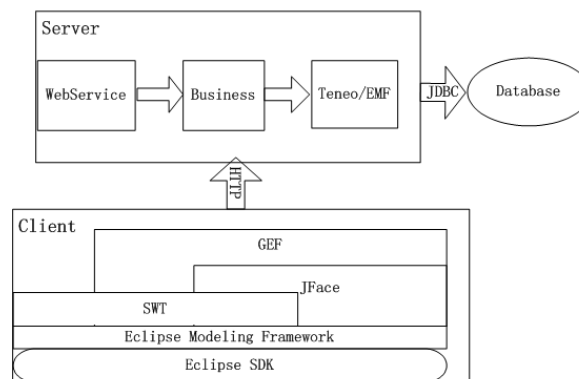 Server
WebService
Business
Teneo/EMF
JDBC
Database
HTTP
Client
GEF
JFace
SWT
Eclipse Modeling Framework
Eclipse SDK